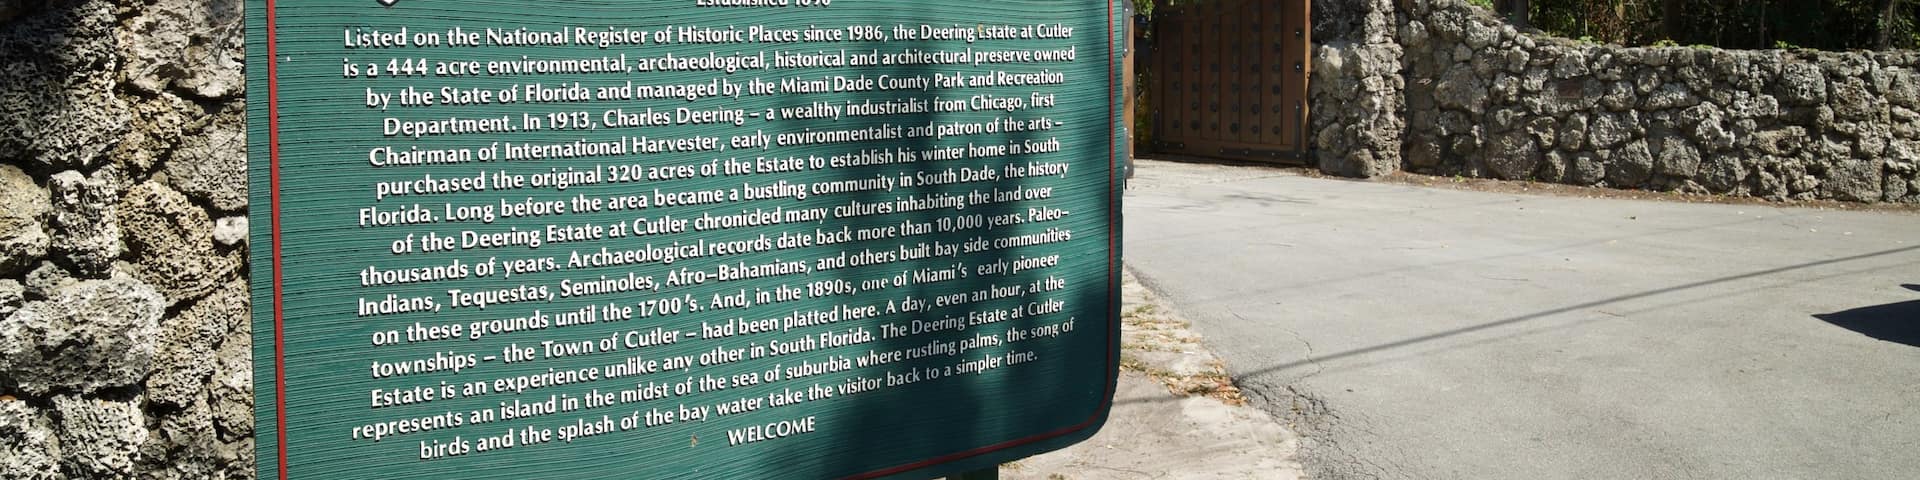 Established 1896
Listed on the National Register of Historic Places since 1986, the Deering Estate at Cutler
is a 444 acre environmental, archaeological, historical and architectural preserve owned
by the State of Florida and managed by the Miami Dade County Park and Recreation
Department. In 1913, Charles Deering – a wealthy industrialist from Chicago, first
Chairman of International Harvester, early environmentalist and patron of the arts –
purchased the original 320 acres of the Estate to establish his winter home in South
Florida. Long before the area became a bustling community in South Dade, the history
of the Deering Estate at Cutler chronicled many cultures inhabiting the land over
thousands of years. Archaeological records date back more than 10,000 years. Paleo–
Indians, Tequestas, Seminoles, Afro–Bahamians, and others built bay side communities
on these grounds until the 1700's. And, in the 1890s, one of Miami's early pioneer
townships – the Town of Cutler – had been platted here. A day, even an hour, at the
Estate is an experience unlike any other in South Florida. The Deering Estate at Cutler
represents an island in the midst of the sea of suburbia where rustling palms, the song of
birds and the splash of the bay water take the visitor back to a simpler time.
WELCOME